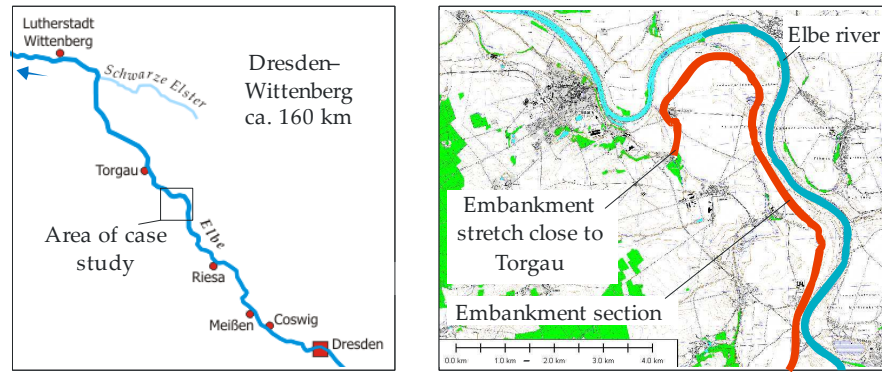 Lutherstadt
Wittenberg
Schwarze Elster
Dresden–
Wittenberg
ca. 160 km
Torgau
Area of case
study
Elbe
Riesa
Meißen
Coswig
Dresden
Elbe river
Embankment
stretch close to
Torgau
Embankment section
0.0 km
1.0 km
2.0 km
3.0 km
4.0 km